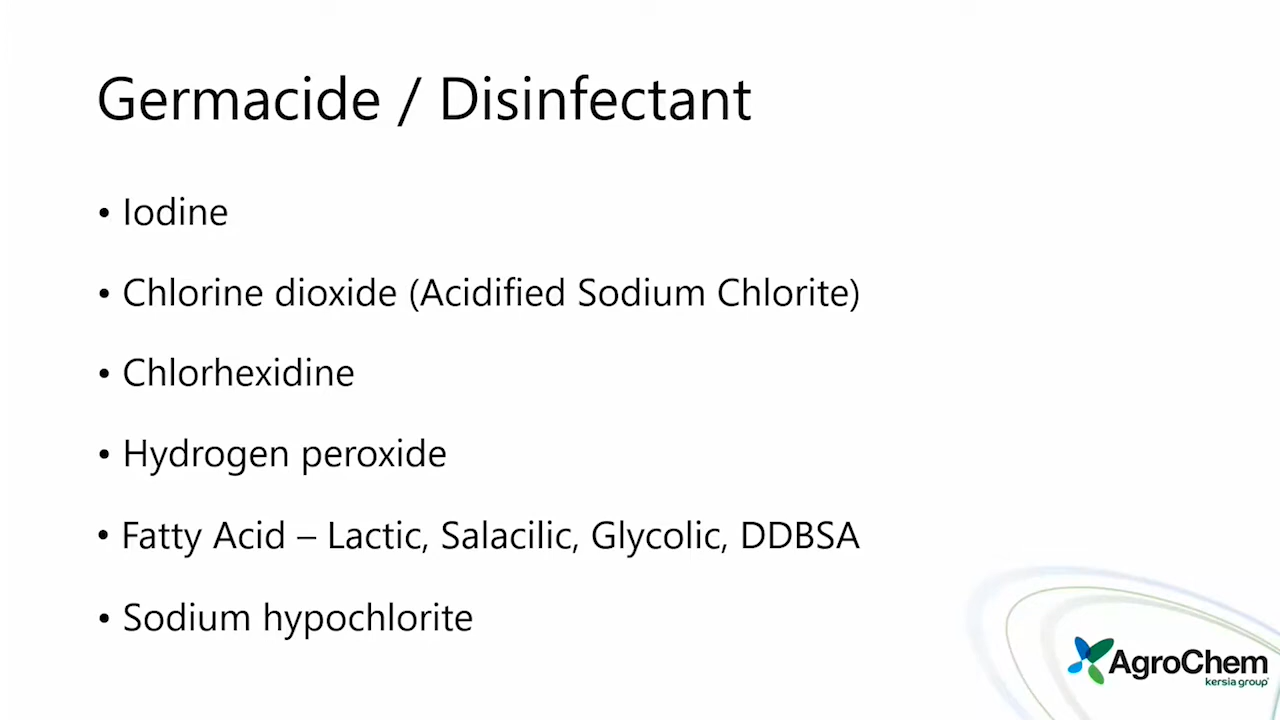 Germacide / Disinfectant
• Iodine
• Chlorine dioxide (Acidified Sodium Chlorite)
• Chlorhexidine
• Hydrogen peroxide
• Fatty Acid – Lactic, Salacilic, Glycolic, DDBSA
• Sodium hypochlorite
AgroChem
kersia group